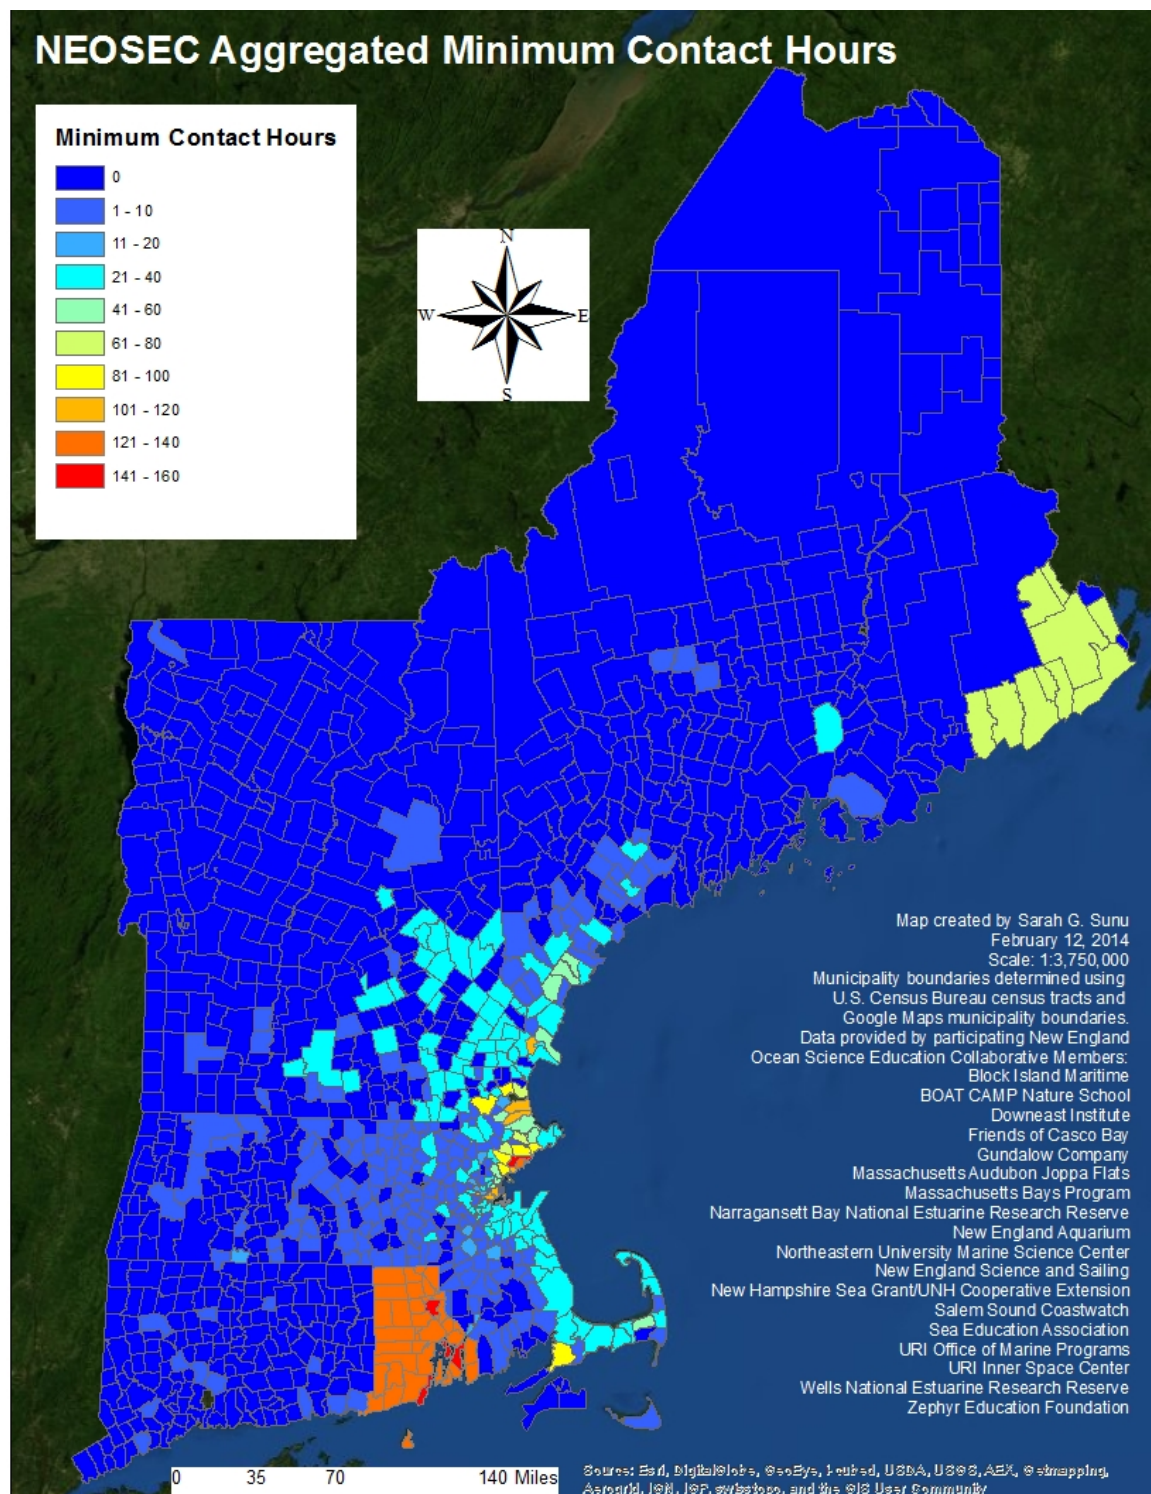 NEOSEC Aggregated Minimum Contact Hours
Minimum Contact Hours
0
1 - 10
11 - 20
21 - 40
41 - 60
61 - 80
81 - 100
101 - 120
121 - 140
141 - 160
N
W E
S
Map created by Sarah G. Sunu
February 12, 2014
Scale: 1:3,750,000
Municipality boundaries determined using
U.S. Census Bureau census tracts and
Google Maps municipality boundaries.
Data provided by participating New England
Ocean Science Education Collaborative Members:
Block Island Maritime
BOAT CAMP Nature School
Downeast Institute
Friends of Casco Bay
Gundalow Company
Massachusetts Audubon Joppa Flats
Massachusetts Bays Program
Narragansett Bay National Estuarine Research Reserve
New England Aquarium
Northeastern University Marine Science Center
New England Science and Sailing
New Hampshire Sea Grant/UNH Cooperative Extension
Salem Sound Coastwatch
Sea Education Association
URI Office of Marine Programs
URI Inner Space Center
Wells National Estuarine Research Reserve
Zephyr Education Foundation
0 35 70 140 Miles
Source: Esri, DigitalGlobe, GeoEye, i-cubed, USDA, USGS, AEX, Getmapping,
Aerogrid, IGN, IGP, swisstopo, and the GIS User Community